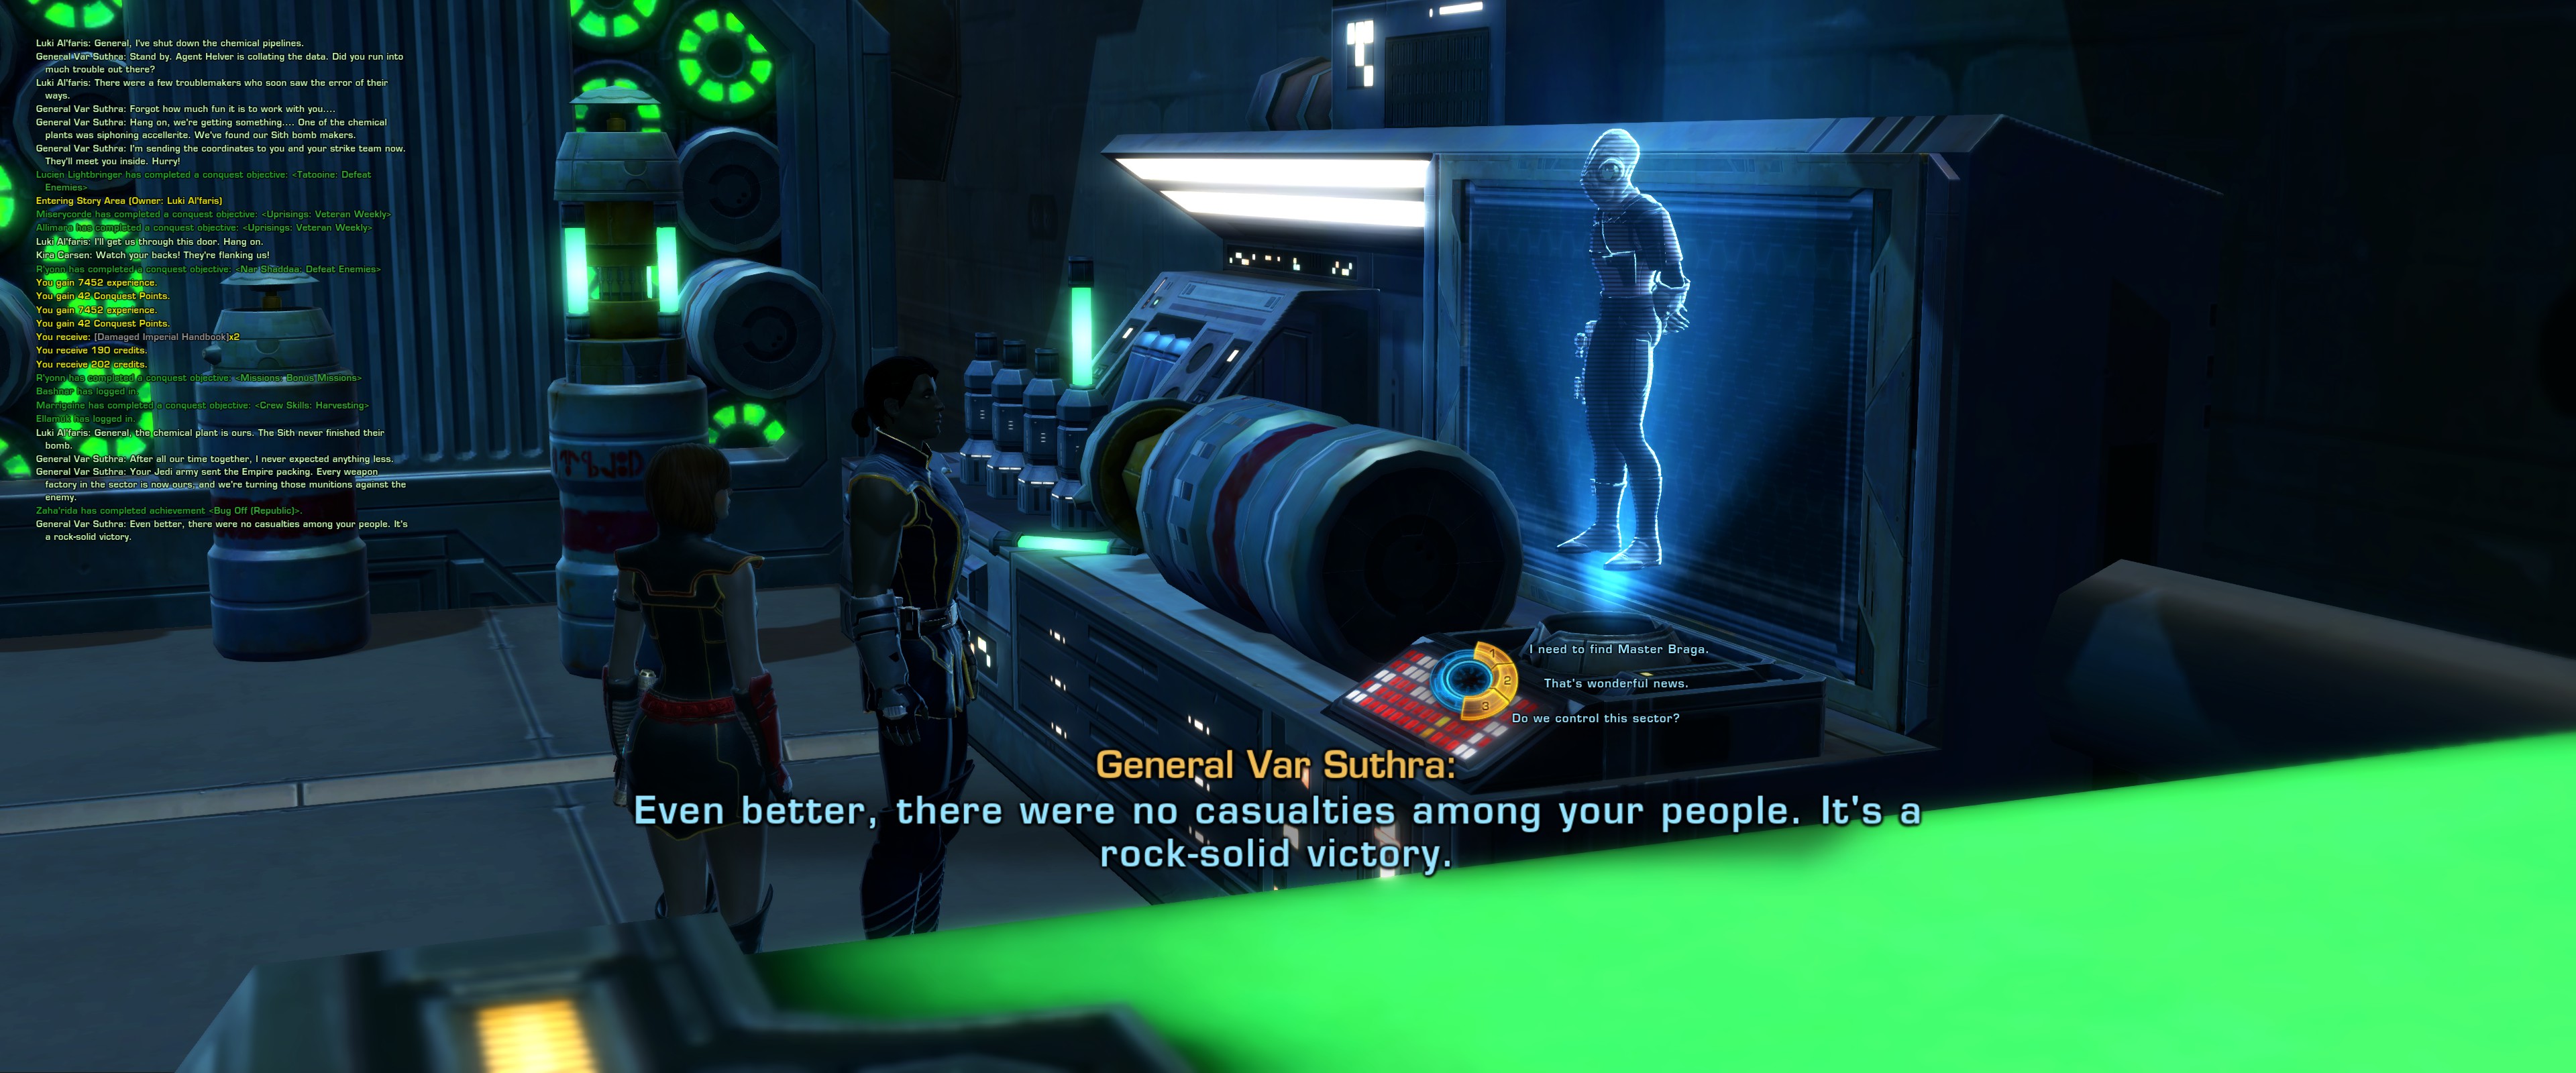 Luki Al'faris: General, I've shut down the chemical pipelines.
General Var Suthra: Stand by. Agent Helver is collating the data. Did you run into
much trouble out there?
Luki Al'faris: There were a few troublemakers who soon saw the error of their
ways.
General Var Suthra: Forgot how much fun it is to work with you....
General Var Suthra: Hang on, we're getting something.... One of the chemical
plants was siphoning accellerite. We've found our Sith bomb makers.
General Var Suthra: I'm sending the coordinates to you and your strike team now.
They'll meet you inside. Hurry!
Lucien Lightbringer has completed a conquest objective: <Tatooine: Defeat
Enemies>
Entering Story Area (Owner: Luki Al'faris)
Miserycorde has completed a conquest objective: <Uprisings: Veteran Weekly>
Allimara has completed a conquest objective: <Uprisings: Veteran Weekly>
Luki Al'faris: I'll get us through this door. Hang on.
Kira Carsen: Watch your backs! They're flanking us!
R'yonn has completed a conquest objective: <Nar Shaddaa: Defeat Enemies>
You gain 7452 experience.
You gain 42 Conquest Points.
You gain 7452 experience.
You gain 42 Conquest Points.
You receive: [Damaged Imperial Handbook]x2
You receive 190 credits.
You receive 202 credits.
R'yonn has completed a conquest objective: <Missions: Bonus Missions>
Bashnar has logged in.
Marrigaine has completed a conquest objective: <Crew Skills: Harvesting>
has logged in.
Luki Al'faris: General, the chemical plant is ours. The Sith never finished their
bomb.
General Var Suthra: After all our time together, I never expected anything less.
General Var Suthra: Your Jedi army sent the Empire packing. Every weapon
factory in the sector is now ours, and we're turning those munitions against the
enemy.
Zaha'rida has completed achievement <Bug Off (Republic)>.
General Var Suthra: Even better, there were no casualties among your people. It's
a rock-solid victory.
1 I need to find Master Braga.
2 That's wonderful news.
3 Do we control this sector?
General Var Suthra:
Even better, there were no casualties among your people. It's a
rock-solid victory.